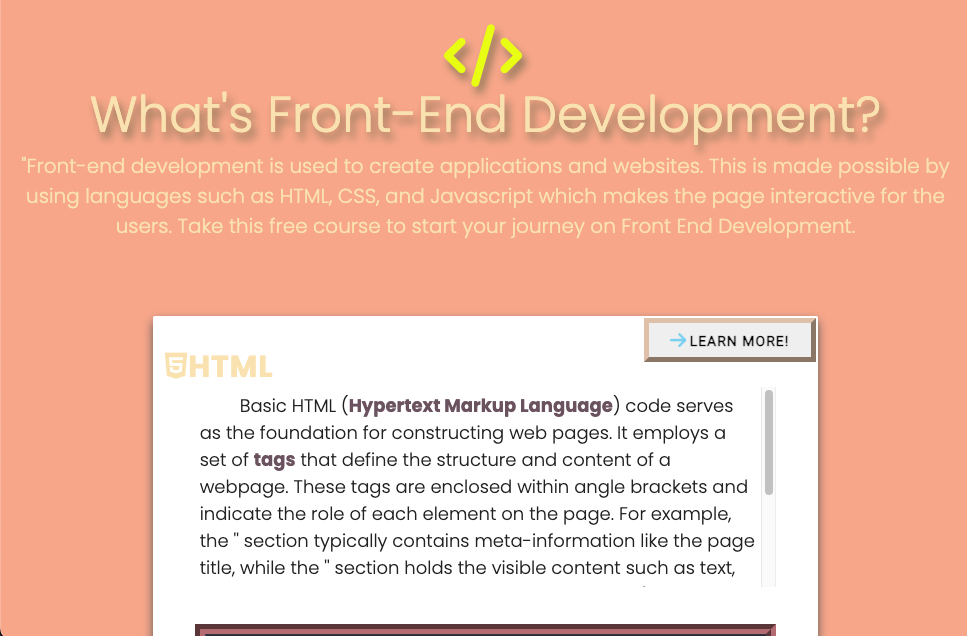 </>
What's Front-End Development?
"Front-end development is used to create applications and websites. This is made possible by
using languages such as HTML, CSS, and Javascript which makes the page interactive for the
users. Take this free course to start your journey on Front End Development.
LEARN MORE!
5HTML
Basic HTML (Hypertext Markup Language) code serves
as the foundation for constructing web pages. It employs a
set of tags that define the structure and content of a
webpage. These tags are enclosed within angle brackets and
indicate the role of each element on the page. For example,
the " section typically contains meta-information like the page
title, while the " section holds the visible content such as text,